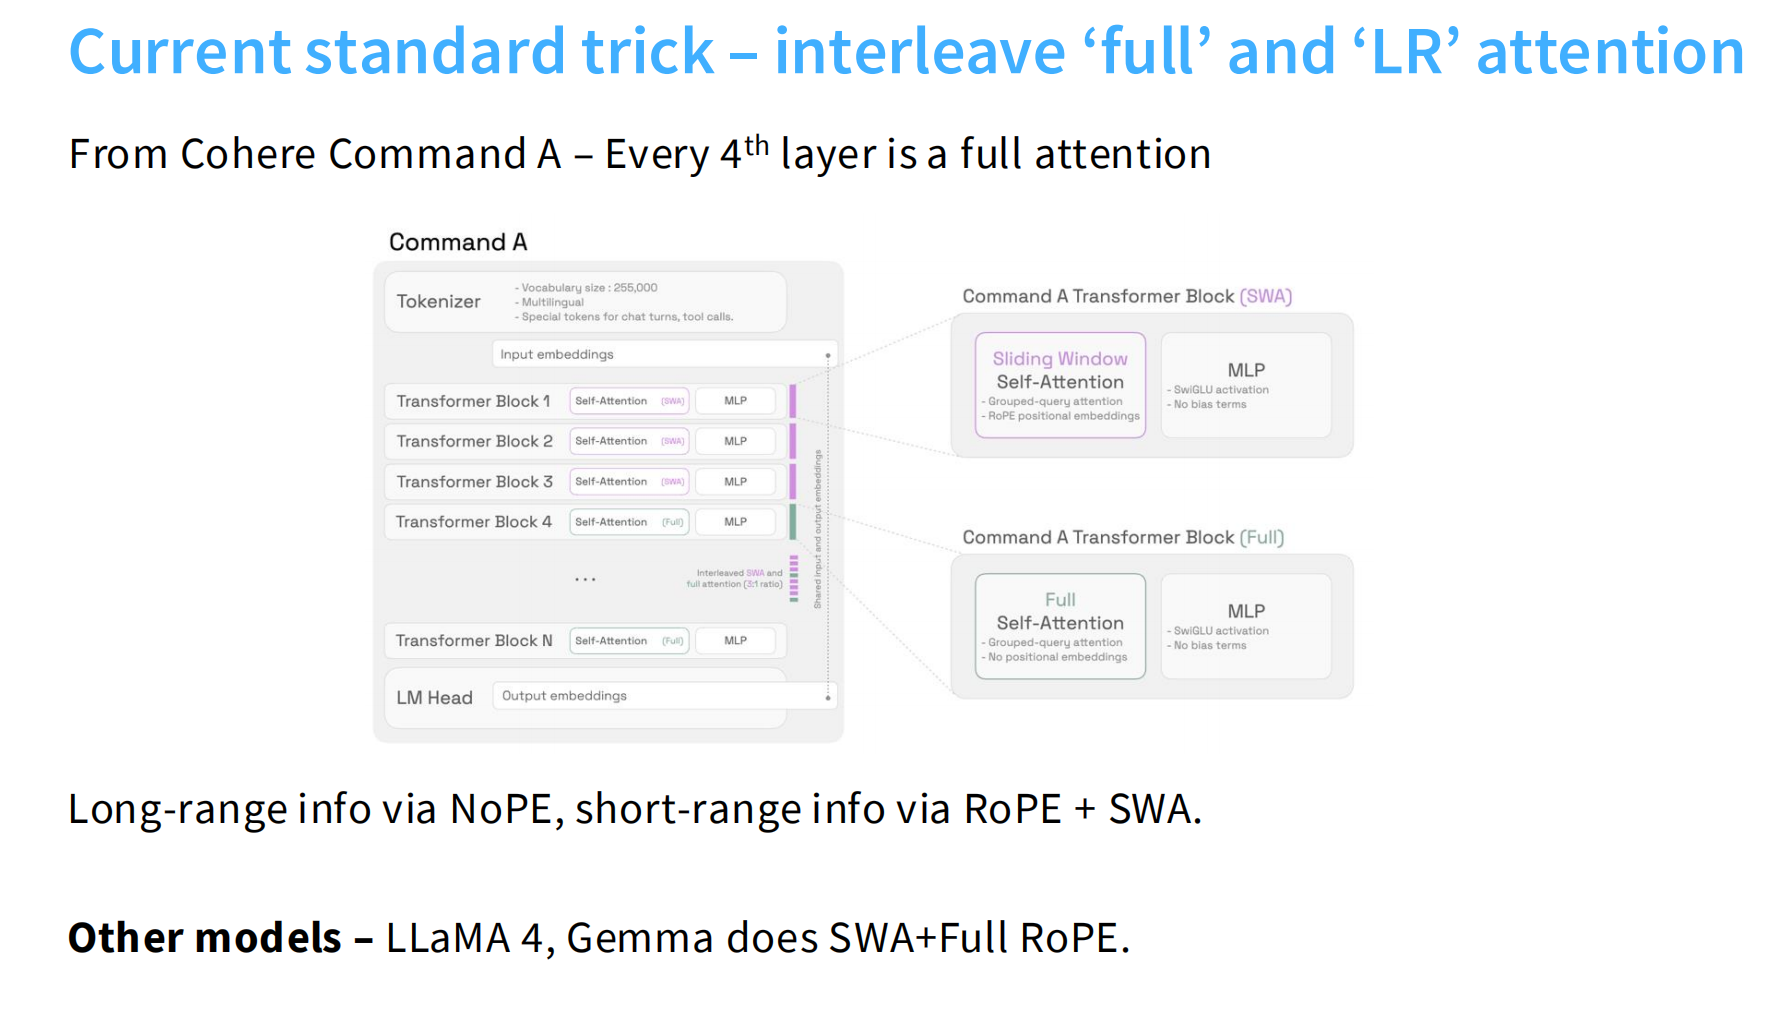 Current standard trick – interleave ‘full’ and ‘LR’ attention
From Cohere Command A – Every 4th layer is a full attention
Command A
Tokenizer
- Vocabulary size : 255,000
- Multilingual
- Special tokens for chat turns, tool calls.
Input embeddings
Transformer Block 1 Self-Attention (SWA) MLP
Transformer Block 2 Self-Attention (SWA) MLP
Transformer Block 3 Self-Attention (SWA) MLP
Transformer Block 4 Self-Attention (Full) MLP
...
Interleaved SWA and
full attention (3:1 ratio)
Shared input and output embeddings
Transformer Block N Self-Attention (Full) MLP
LM Head Output embeddings
Command A Transformer Block (SWA)
Sliding Window
Self-Attention
- Grouped-query attention
- RoPE positional embeddings
MLP
- SwiGLU activation
- No bias terms
Command A Transformer Block (Full)
Full
Self-Attention
- Grouped-query attention
- No positional embeddings
MLP
- SwiGLU activation
- No bias terms
Long-range info via NoPE, short-range info via RoPE + SWA.
Other models – LLaMA 4, Gemma does SWA+Full RoPE.